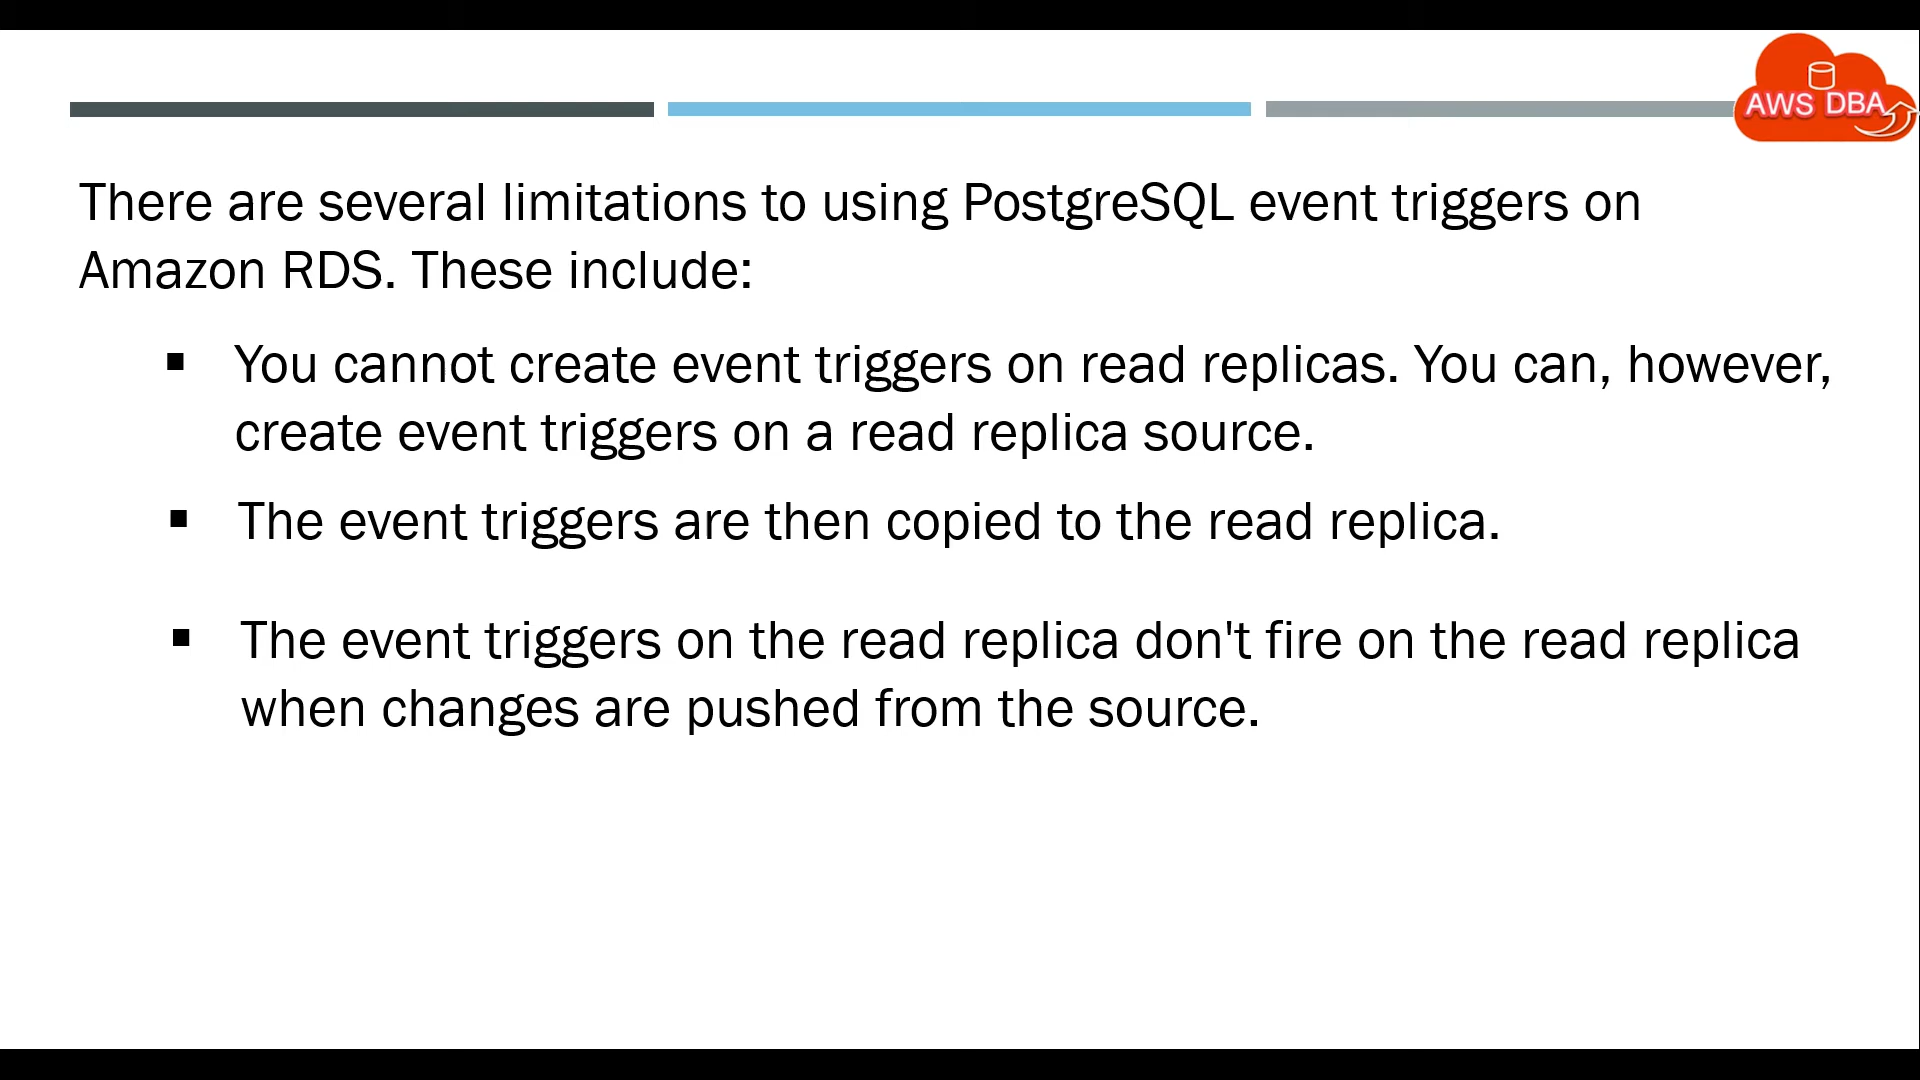 AWS DBA
There are several limitations to using PostgreSQL event triggers on
Amazon RDS. These include:
▪ You cannot create event triggers on read replicas. You can, however,
create event triggers on a read replica source.
▪ The event triggers are then copied to the read replica.
▪ The event triggers on the read replica don't fire on the read replica
when changes are pushed from the source.